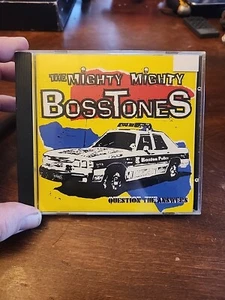 THE MIGHTY MIGHTY
BOSSTONES
Boston Police
QUESTION THE ANSWERS